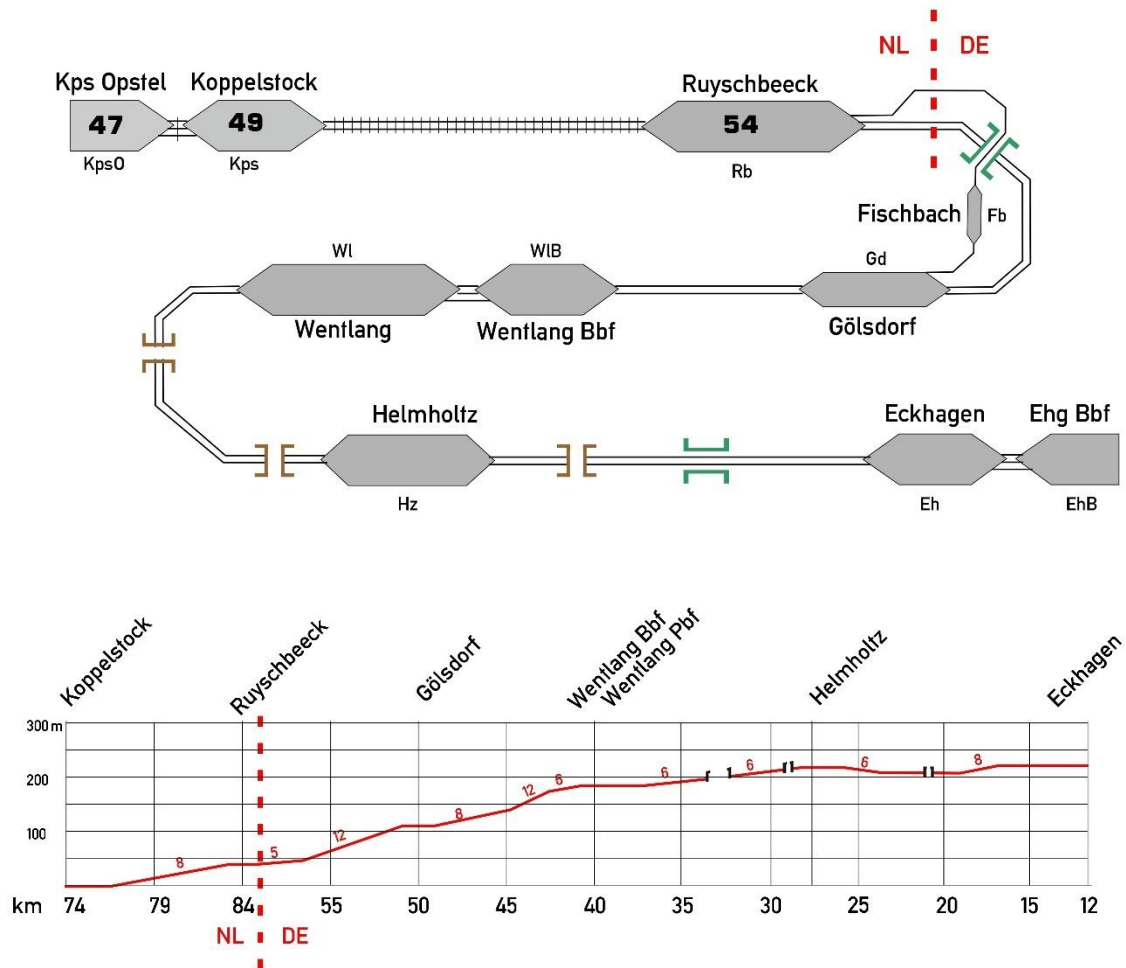 NL DE
Kps Opstel Koppelstock Ruyschbeeck
47 49 54
KpsO Kps Rb
Fischbach Fb
Wl WlB Gd
Wentlang Wentlang Bbf Gölsdorf
Helmholtz Eckhagen Ehg Bbf
Hz Eh EhB
Koppelstock
Ruyschbeeck
Gölsdorf
Wentlang Bbf
Wentlang Pbf
Helmholtz
Eckhagen
300 m
200
100
8 5 12 8 12 6 6 6 6 8
km 74 79 84 55 50 45 40 35 30 25 20 15 12
NL DE